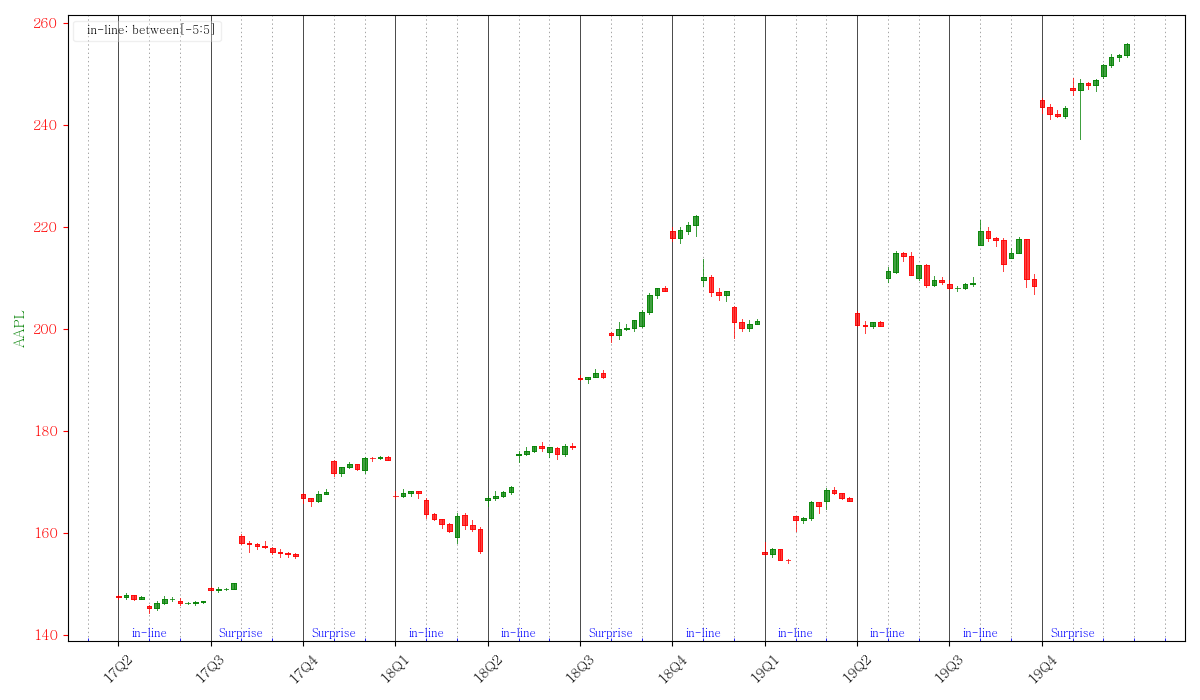 in-line: between[-5:5]
260
240
220
200
180
160
140
AAPL
in-line Surprise Surprise in-line in-line Surprise in-line in-line in-line in-line Surprise
17Q2 17Q3 17Q4 18Q1 18Q2 18Q3 18Q4 19Q1 19Q2 19Q3 19Q4